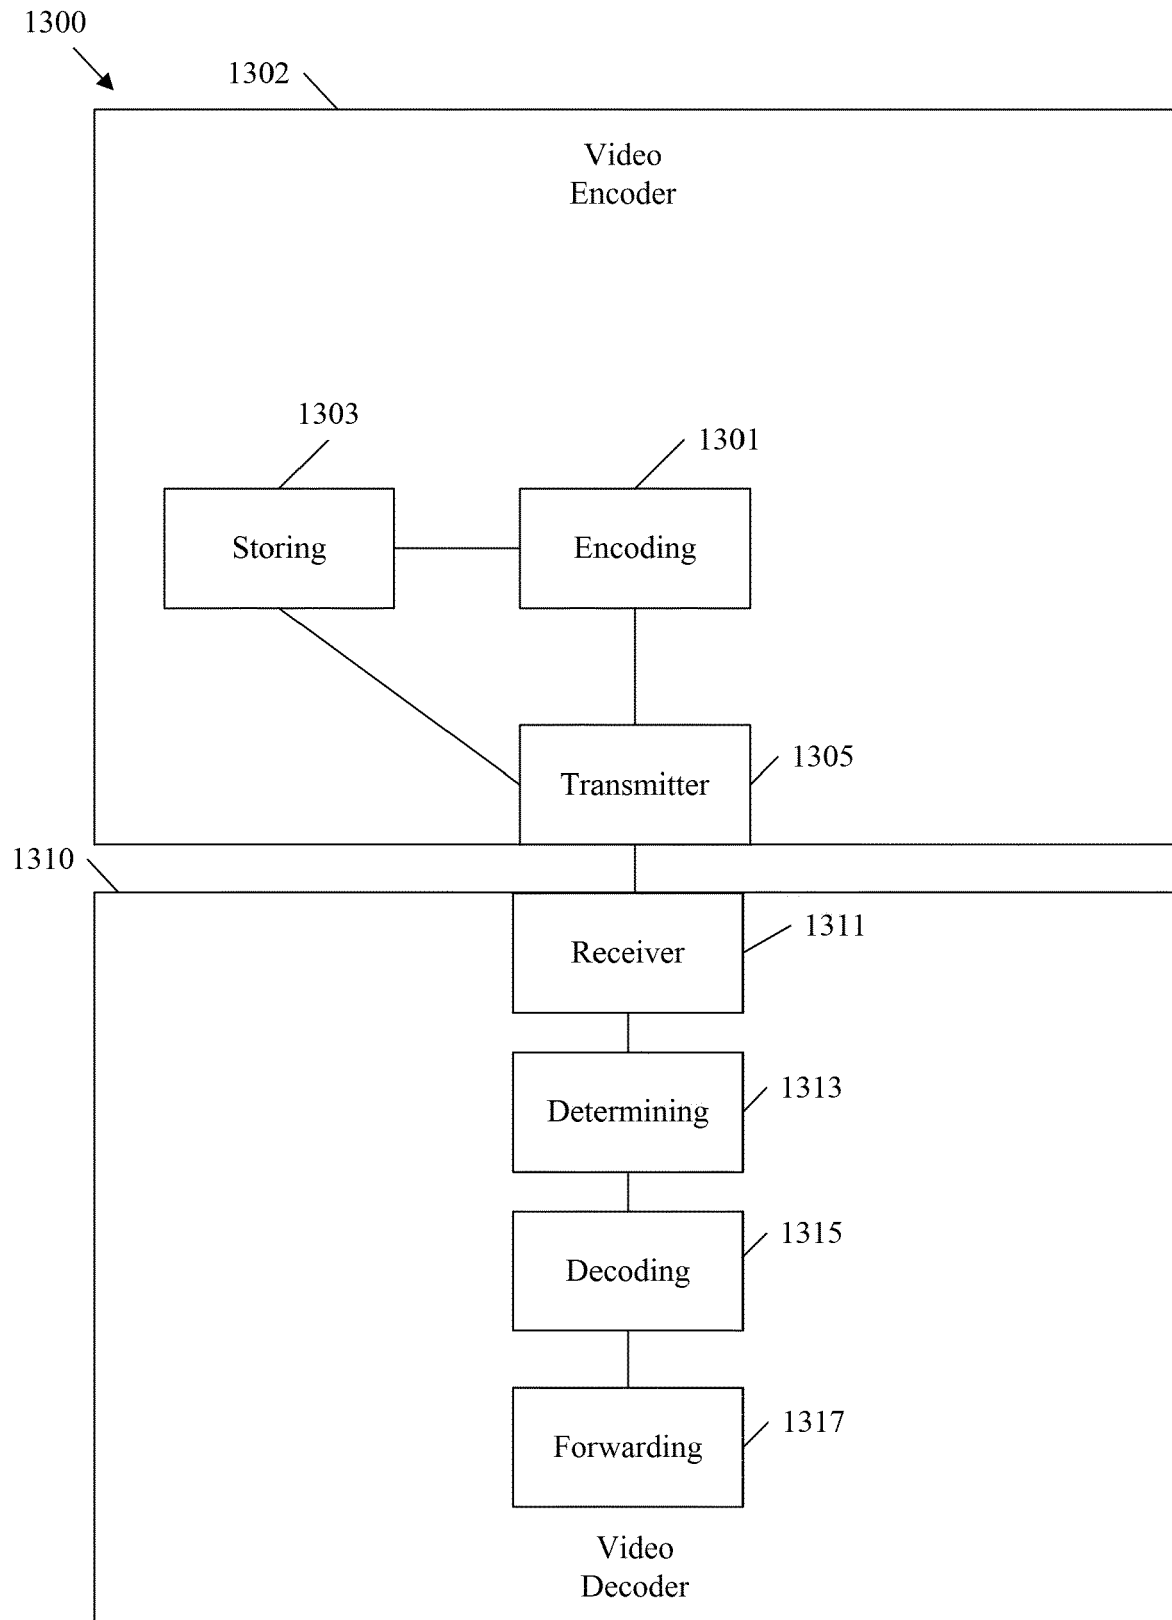 1300
1302
Video
Encoder
1303
1301
Storing
Encoding
1305
Transmitter
1310
Receiver
1311
Determining
1313
Decoding
1315
Forwarding
1317
Video
Decoder